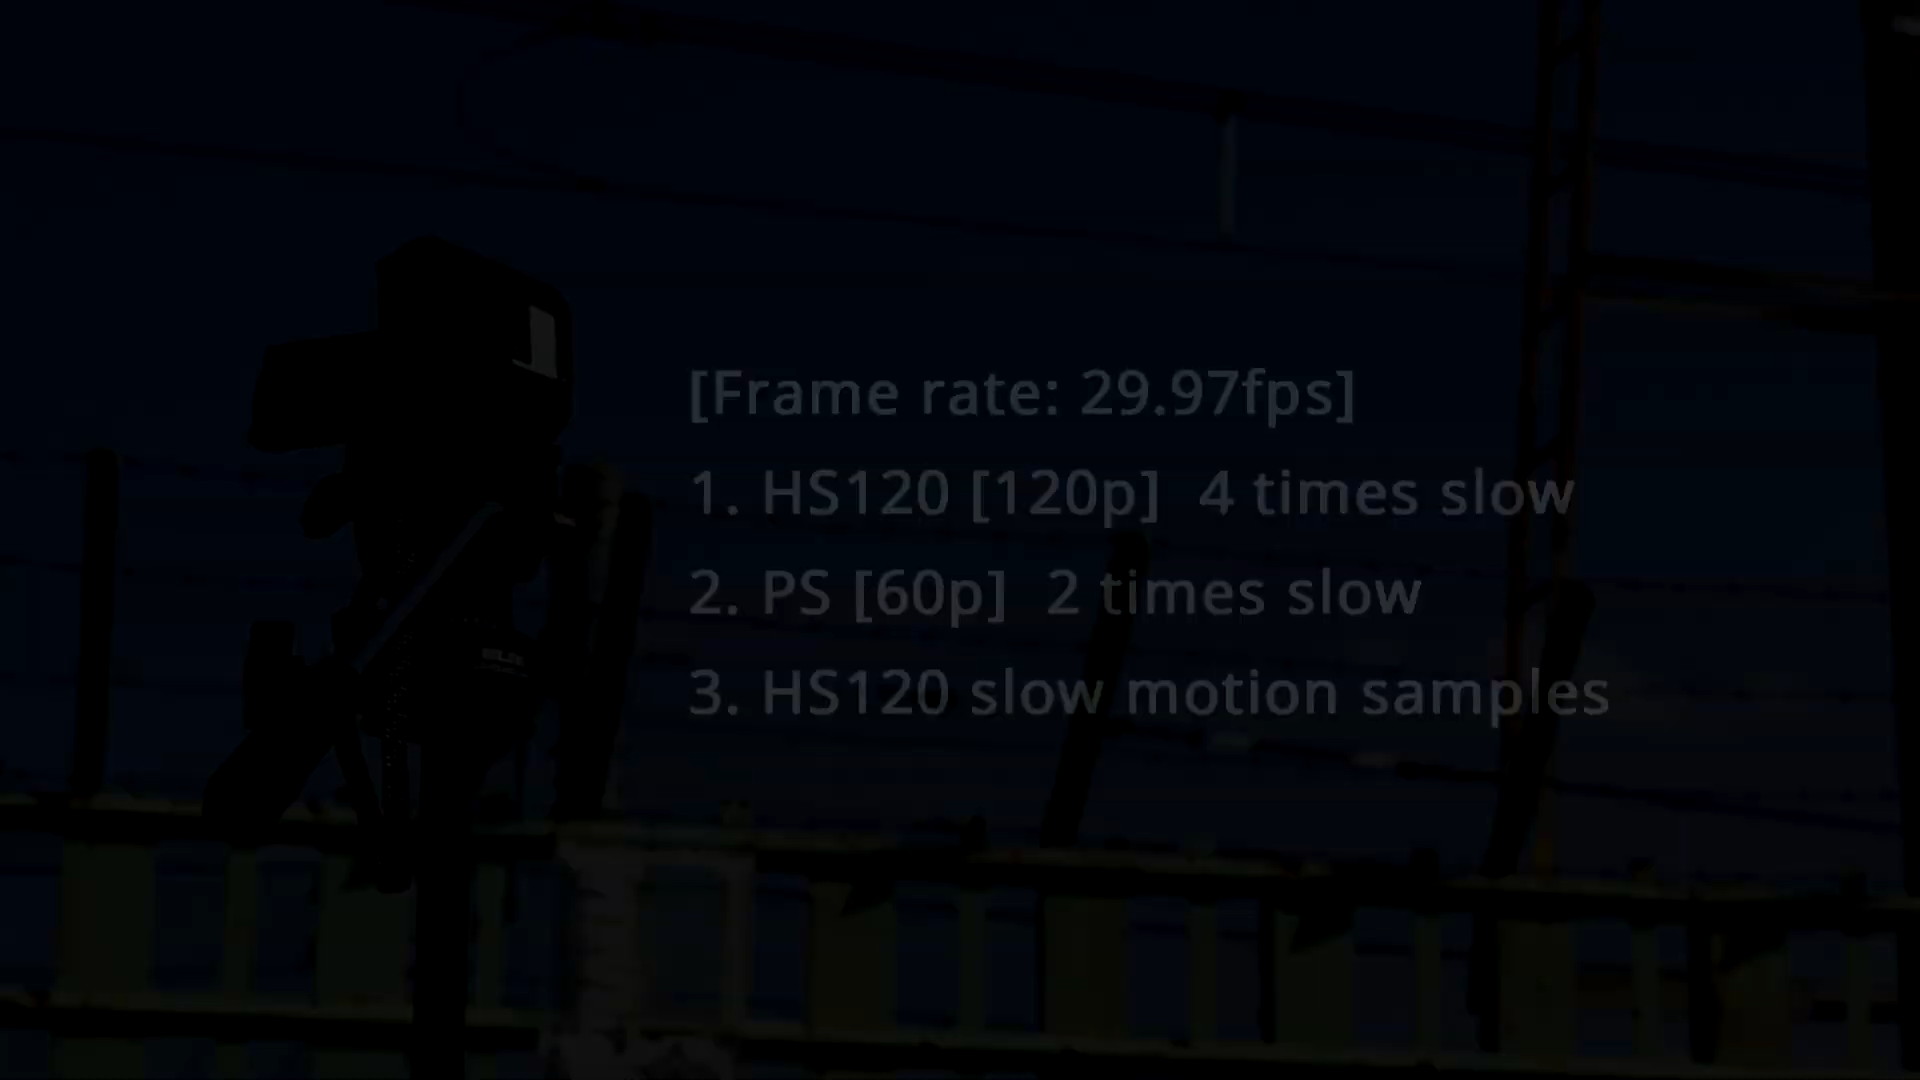 [Frame rate: 29.97fps]
1. HS120 [120p] 4 times slow
2. PS [60p] 2 times slow
3. HS120 slow motion samples